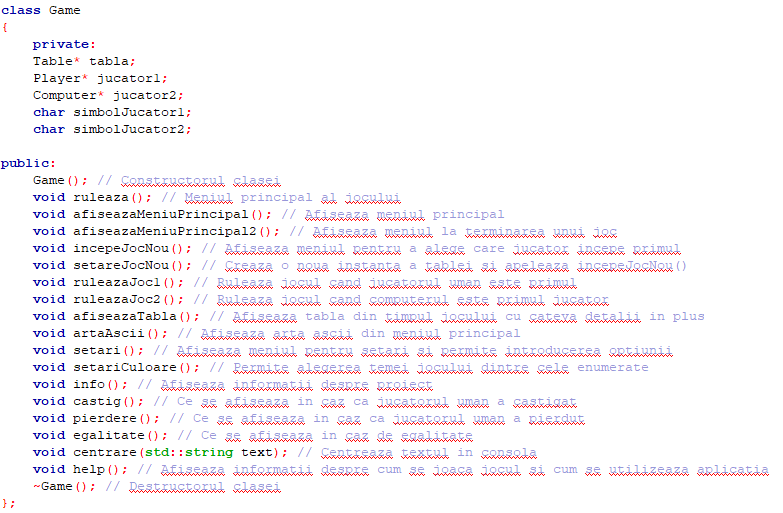 class Game
{
private:
Table* tabla;
Player* jucator1;
Computer* jucator2;
char simbolJucator1;
char simbolJucator2;
public:
Game(); // Constructorul clasei
void ruleaza(); // Meniul principal al jocului
void afiseazaMeniuPrincipal(); // Afiseaza meniul principal
void afiseazaMeniuPrincipal2(); // Afiseaza meniul la terminarea unui joc
void incepeJocNou(); // Afiseaza meniul pentru a alege care jucator incepe primul
void setareJocNou(); // Creaza o noua instanta a tablei si apeleaza incepeJocNou()
void ruleazaJoc1(); // Ruleaza jocul cand jucatorul uman este primul
void ruleazaJoc2(); // Ruleaza jocul cand computerul este primul jucator
void afiseazaTabla(); // Afiseaza tabla din timpul jocului cu cateva detalii in plus
void artaAscii(); // Afiseaza arta ascii din meniul principal
void setari(); // Afiseaza meniul pentru setari si permite introducerea optiunii
void setariCuloare(); // Permite alegerea temei jocului dintre cele enumerate
void info(); // Afiseaza informatii despre proiect
void castig(); // Ce se afiseaza in caz ca jucatorul uman a castigat
void pierdere(); // Ce se afiseaza in caz ca jucatorul uman a pierdut
void egalitate(); // Ce se afiseaza in caz de egalitate
void centrare(std::string text); // Centreaza textul in consola
void help(); // Afiseaza informatii despre cum se joaca jocul si cum se utilizeaza aplicatia
~Game(); // Destructorul clasei
};